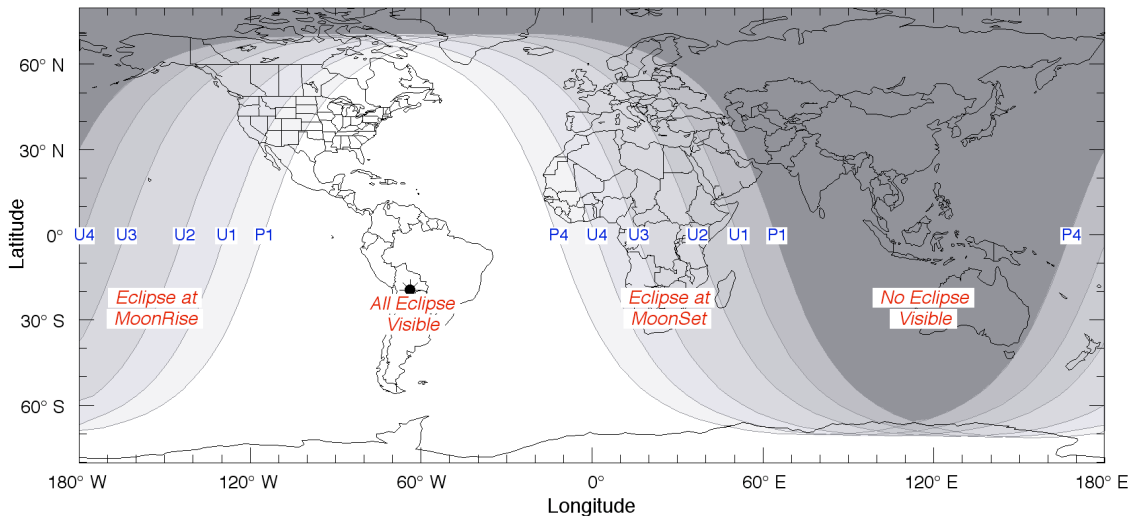 60° N
30° N
0°
30° S
60° S
Latitude
U4 U3 U2 U1 P1 P4 U4 U3 U2 U1 P1 P4
Eclipse at
MoonRise
All Eclipse
Visible
Eclipse at
MoonSet
No Eclipse
Visible
180° W 120° W 60° W 0° 60° E 120° E 180° E
Longitude